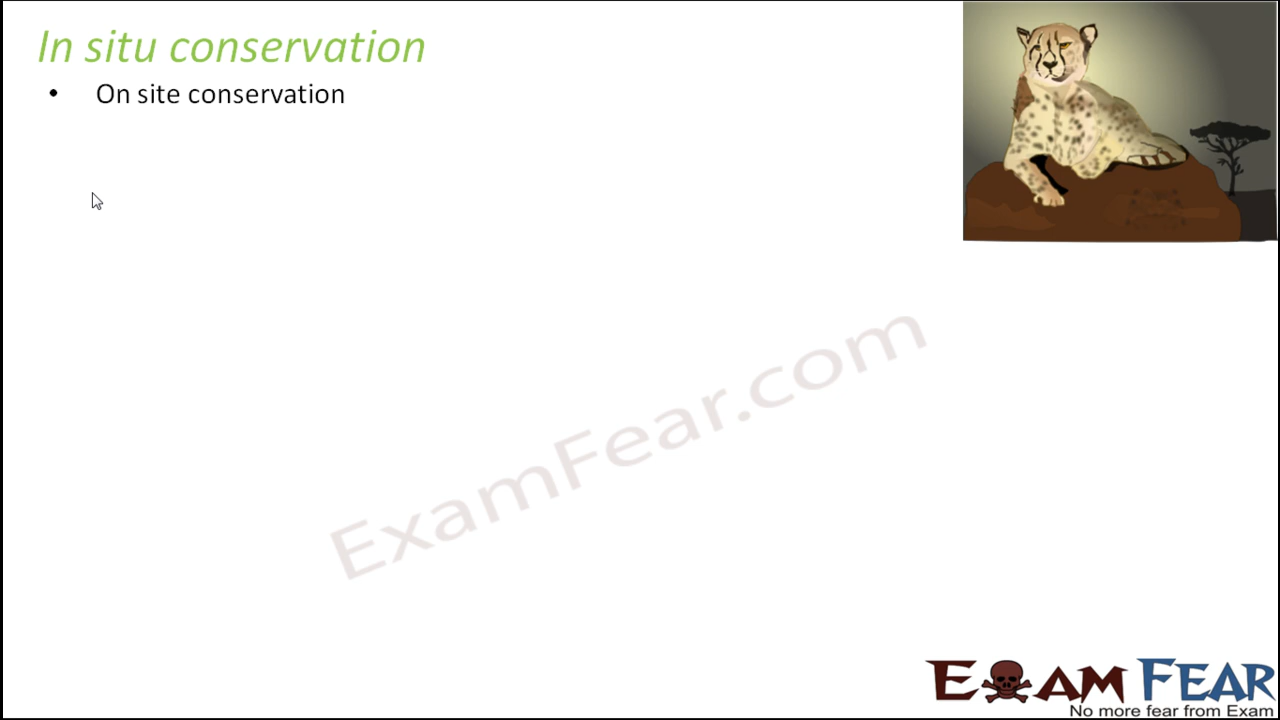 In situ conservation
• On site conservation
ExamFear.com
EXAM FEAR
No more fear from Exam